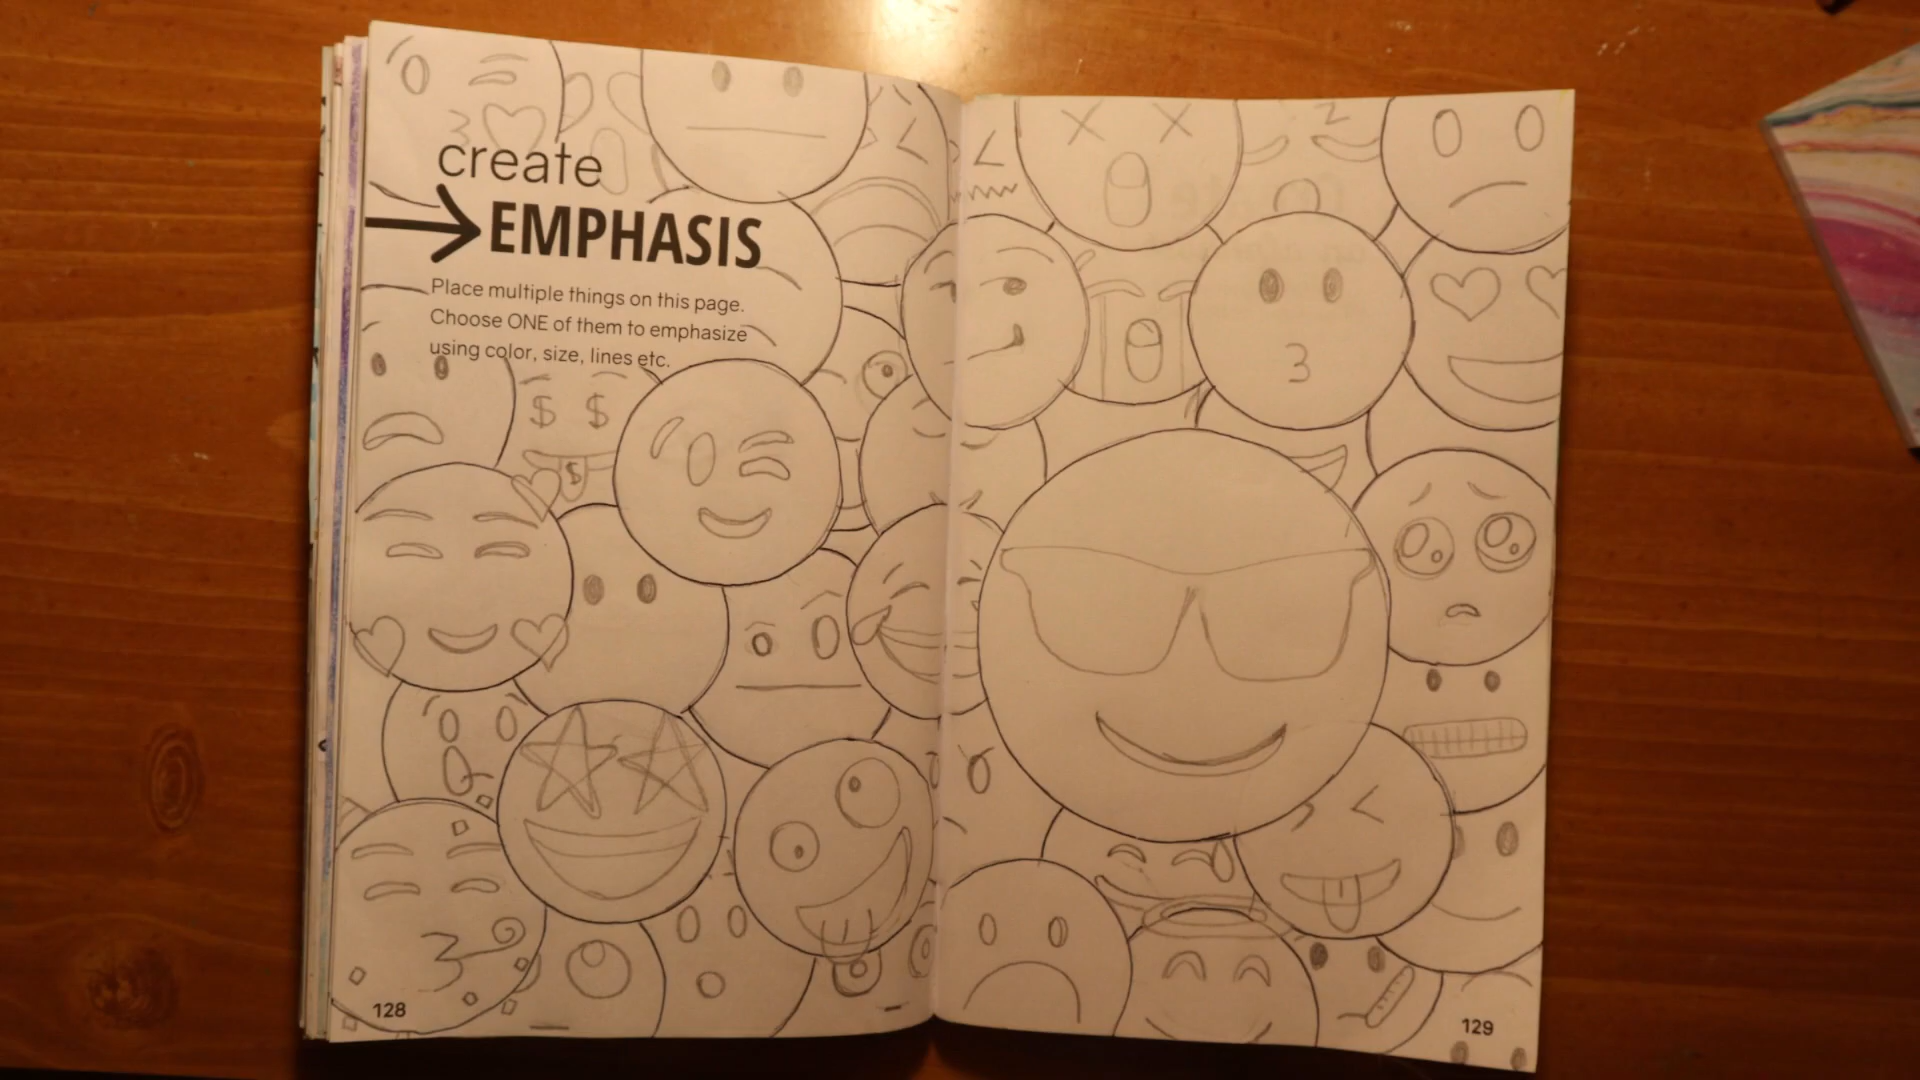 create
EMPHASIS
Place multiple things on this page.
Choose ONE of them to emphasize
using color, size, lines etc.
$ $
$
128
129